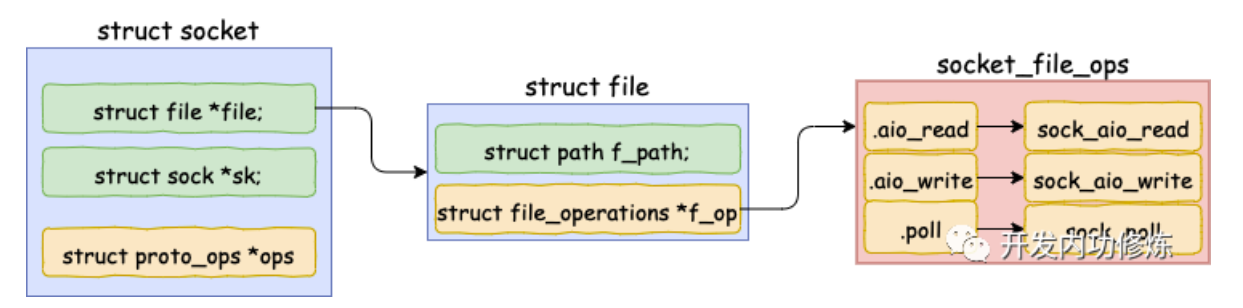 struct socket
struct file *file;
struct sock *sk;
struct proto_ops *ops
struct file
struct path f_path;
struct file_operations *f_op
socket_file_ops
.aio_read
sock_aio_read
.aio_write
sock_aio_write
.poll
sock_poll
开发内功修炼